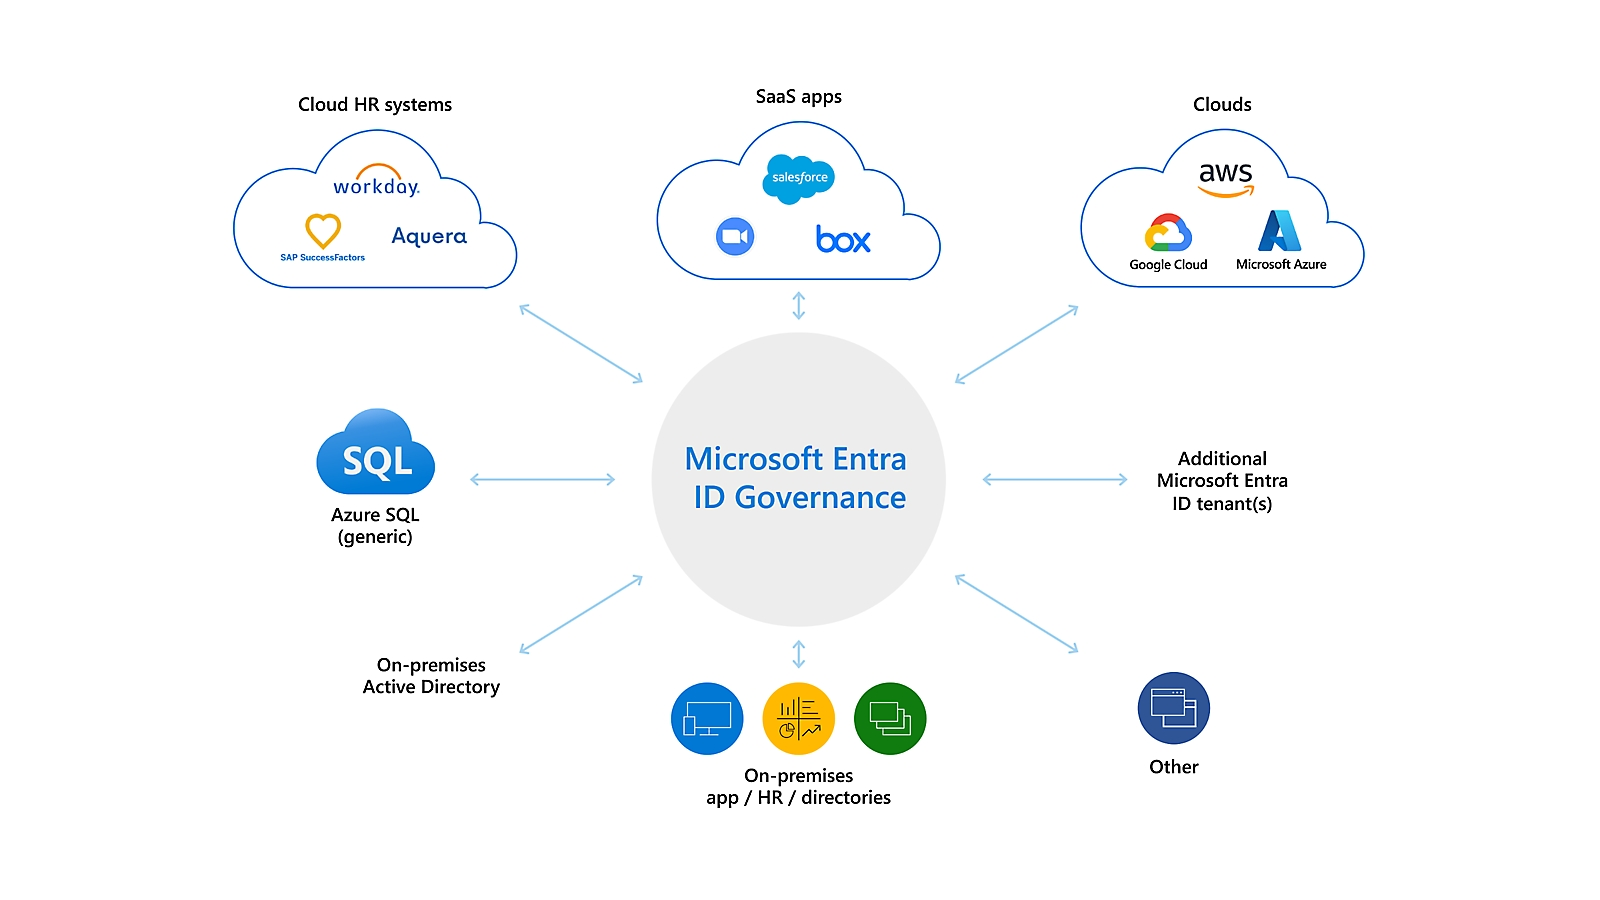 Cloud HR systems
SaaS apps
Clouds
workday.
SAP SuccessFactors
Aquera
salesforce
box
aws
Google Cloud
Microsoft Azure
Microsoft Entra
ID Governance
SQL
Azure SQL
(generic)
Additional
Microsoft Entra
ID tenant(s)
On-premises
Active Directory
On-premises
app / HR / directories
Other